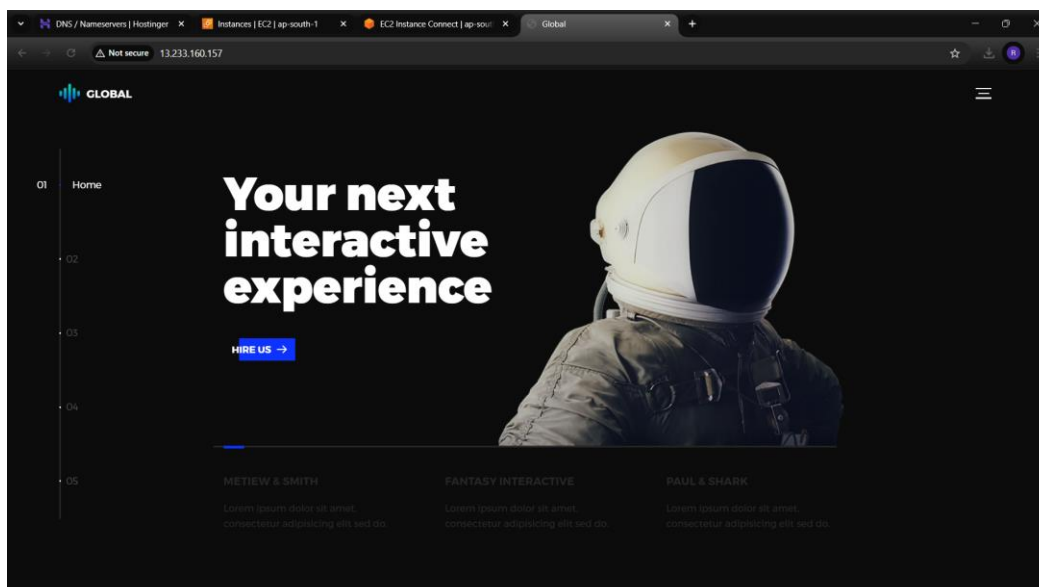 DNS / Nameservers | Hostinger
Instances | EC2 | ap-south-1
EC2 Instance Connect | ap-sout
Global
Not secure 13.233.160.157
R
GLOBAL
01 Home
Your next
interactive
experience
02
03
HIRE US →
04
05
METIEW & SMITH
Lorem ipsum dolor sit amet,
consectetur adipisicing elit sed do.
FANTASY INTERACTIVE
Lorem ipsum dolor sit amet,
consectetur adipisicing elit sed do.
PAUL & SHARK
Lorem ipsum dolor sit amet,
consectetur adipisicing elit sed do.